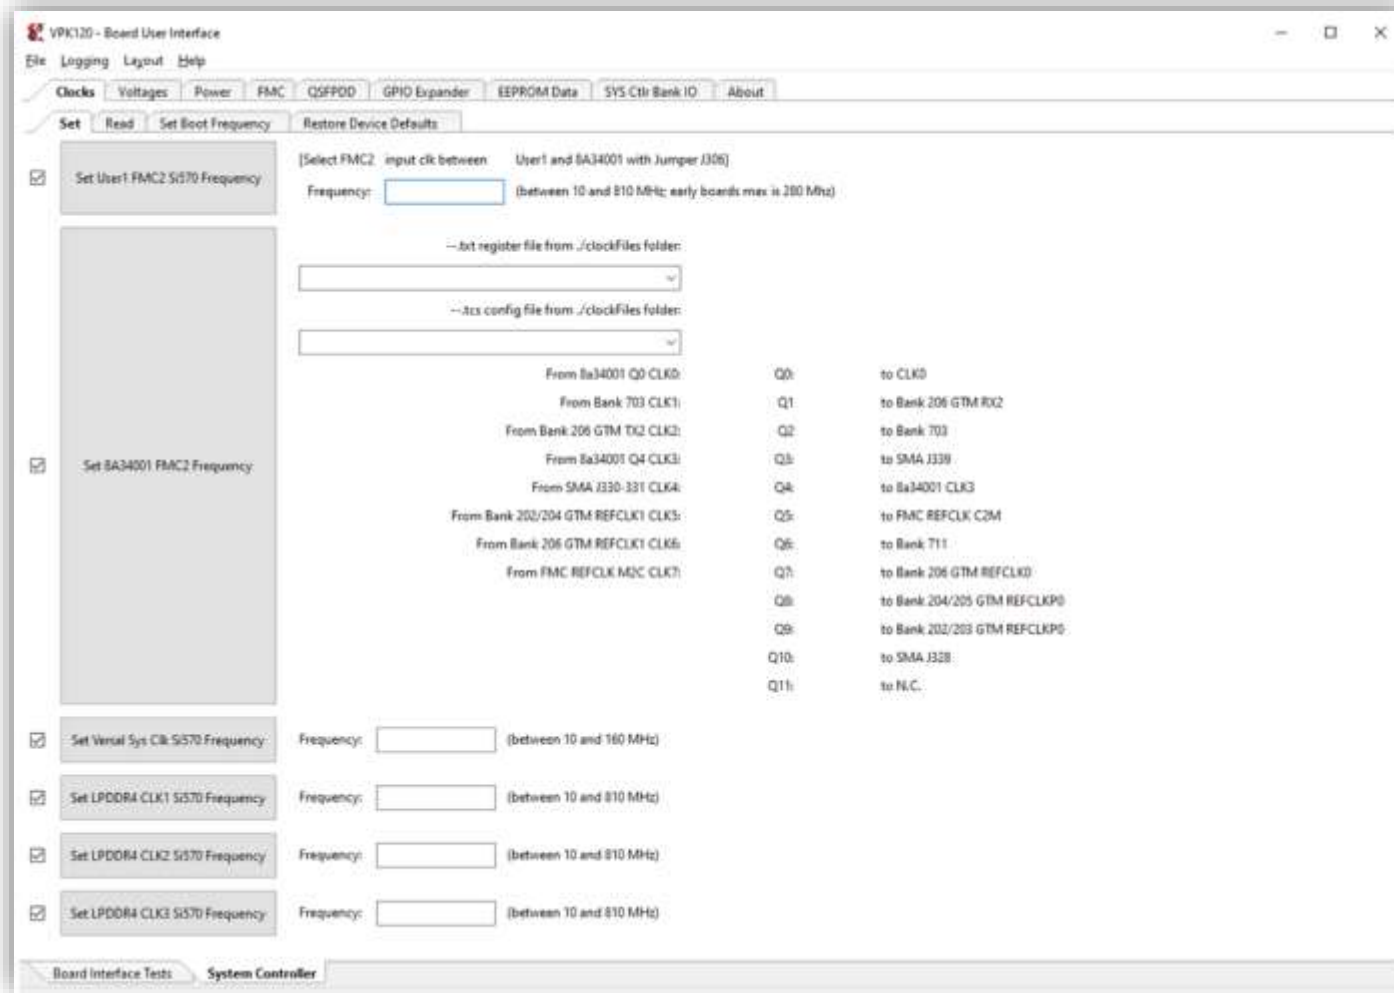 VPK120 - Board User Interface
File Logging Layout Help
Clocks Voltages Power FMC QSFPDD GPIO Expander EEPROM Data SYS Ctlr Bank IO About
Set Read Set Boot Frequency Restore Device Defaults
[Select FMC2 input clk between User1 and 8A34001 with Jumper J306]
Set User1 FMC2 Si570 Frequency
Frequency: (between 10 and 810 MHz; early boards max is 280 Mhz)
---.txt register file from ./clockFiles folder:
---.tcs config file from ./clockFiles folder:
From 8a34001 Q0 CLK0: Q0: to CLK0
From Bank 703 CLK1: Q1 to Bank 206 GTM RX2
From Bank 206 GTM TX2 CLK2: Q2 to Bank 703
From 8a34001 Q4 CLK3: Q3: to SMA J339
Set 8A34001 FMC2 Frequency
From SMA J330-331 CLK4: Q4: to 8a34001 CLK3
From Bank 202/204 GTM REFCLK1 CLK5: Q5: to FMC REFCLK C2M
From Bank 206 GTM REFCLK1 CLK6: Q6: to Bank 711
From FMC REFCLK M2C CLK7: Q7: to Bank 206 GTM REFCLK0
Q8: to Bank 204/205 GTM REFCLKP0
Q9: to Bank 202/203 GTM REFCLKP0
Q10: to SMA J328
Q11: to N.C.
Set Versal Sys Clk Si570 Frequency Frequency: (between 10 and 160 MHz)
Set LPDDR4 CLK1 Si570 Frequency Frequency: (between 10 and 810 MHz)
Set LPDDR4 CLK2 Si570 Frequency Frequency: (between 10 and 810 MHz)
Set LPDDR4 CLK3 Si570 Frequency Frequency: (between 10 and 810 MHz)
Board Interface Tests System Controller